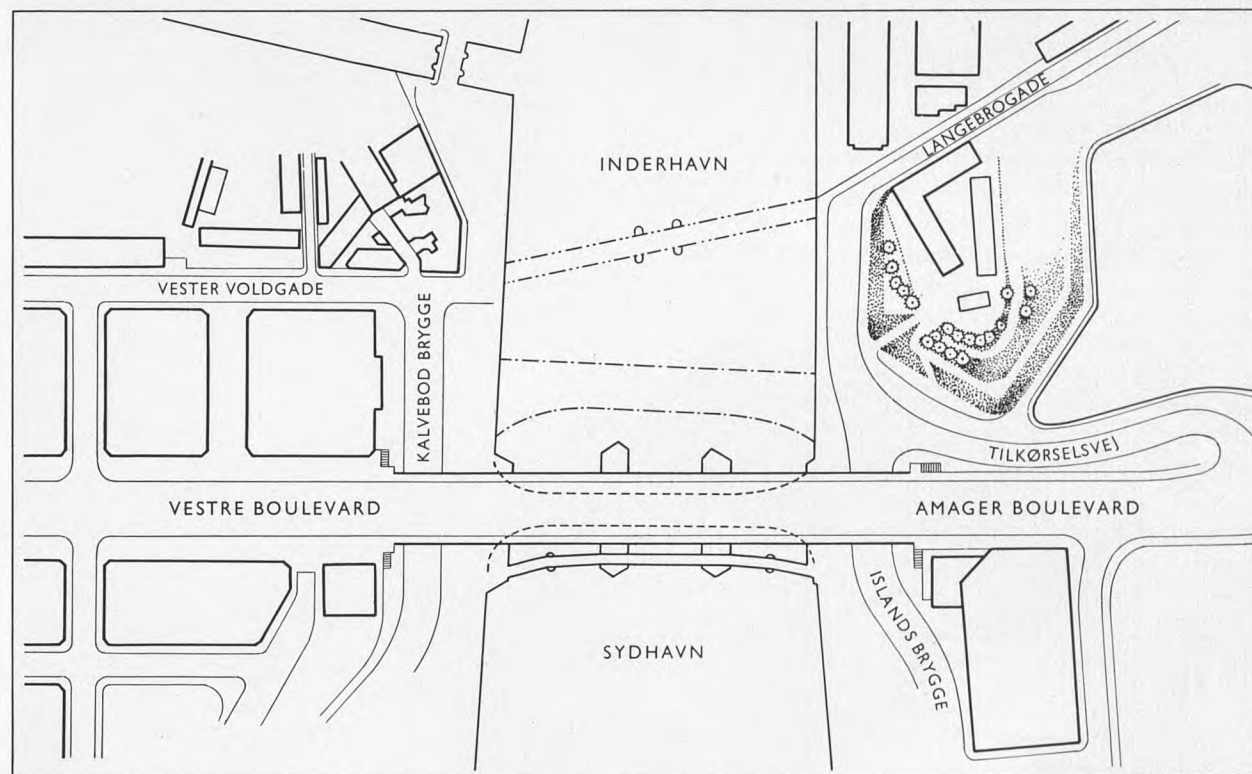 INDERHAVN
LANGEBROGADE
VESTER VOLDGADE
KALVEBOD BRYGGE
TILKØRSELSVEJ
VESTRE BOULEVARD
AMAGER BOULEVARD
ISLANDS BRYGGE
SYDHAVN